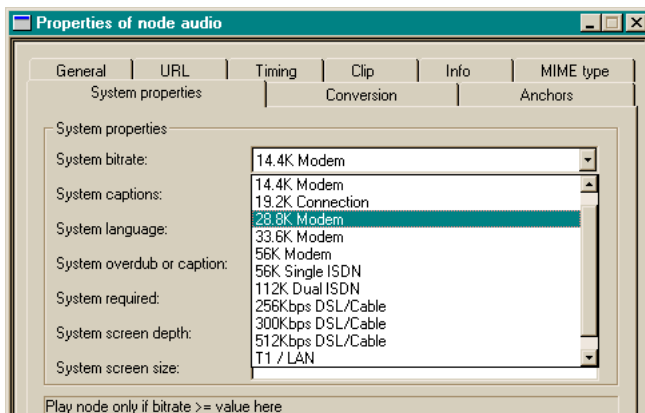 Properties of node audio
General URL Timing Clip Info MIME type
System properties Conversion Anchors
System properties
System bitrate: 14.4K Modem
System captions:
System language:
System overdub or caption:
System required:
System screen depth:
System screen size:
14.4K Modem
19.2K Connection
28.8K Modem
33.6K Modem
56K Modem
56K Single ISDN
112K Dual ISDN
256Kbps DSL/Cable
300Kbps DSL/Cable
512Kbps DSL/Cable
T1 / LAN
Play node only if bitrate >= value here